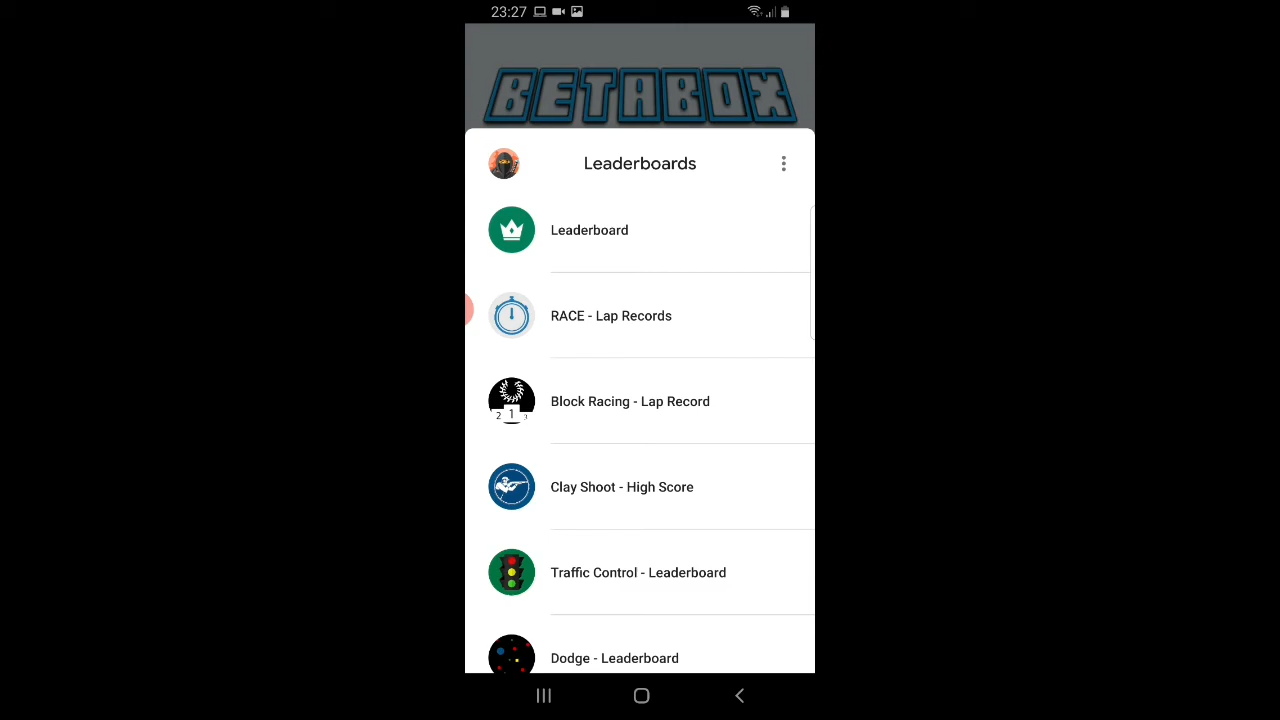 23:27
BETABOX
Leaderboards
Leaderboard
RACE - Lap Records
2 1 3
Block Racing - Lap Record
Clay Shoot - High Score
Traffic Control - Leaderboard
Dodge - Leaderboard